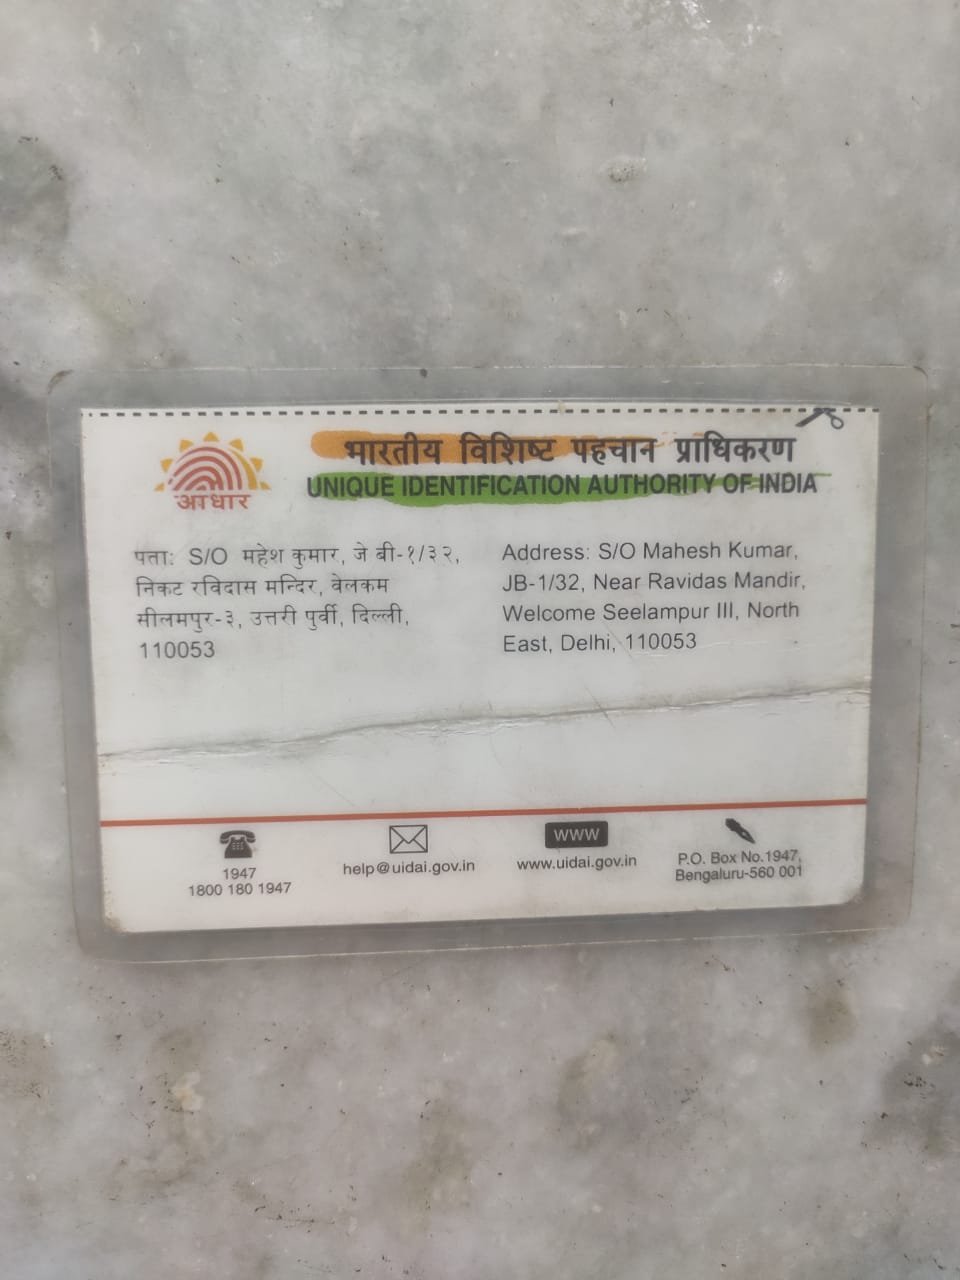 भारतीय विशिष्ट पहचान प्राधिकरण
आधार
UNIQUE IDENTIFICATION AUTHORITY OF INDIA
पताः S/O महेश कुमार, जे बी-१/३२,
निकट रविदास मन्दिर, वेलकम
सीलमपुर-३, उत्तरी पुर्वी, दिल्ली,
110053
Address: S/O Mahesh Kumar,
JB-1/32, Near Ravidas Mandir,
Welcome Seelampur III, North
East, Delhi, 110053
1947
1800 180 1947
help@uidai.gov.in
www
www.uidai.gov.in
P.O. Box No.1947,
Bengaluru-560 001